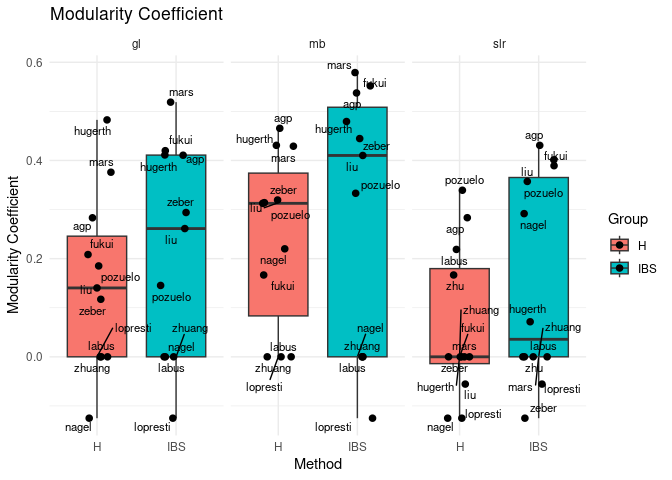 Modularity Coefficient
gl
mb
slr
Modularity Coefficient
0.6
0.4
0.2
0.0
mars
hugerth
fukui
hugerth
agp
mars
zeber
agp
liu
fukui
pozuelo
liu
pozuelo
zeber
lopresti
zhuang
labus
nagel
zhuang
labus
nagel
lopresti
mars
fukui
agp
agp
hugerth
hugerth
zeber
mars
liu
zeber
pozuelo
liu
pozuelo
nagel
fukui
nagel
labus
zhuang
zhuang
labus
lopresti
lopresti
agp
fukui
pozuelo
liu
pozuelo
agp
nagel
labus
zhu
zhuang
hugerth
fukui
zhuang
mars
labus
zeber
zhu
hugerth
mars
lopresti
liu
lopresti
zeber
nagel
H
IBS
H
IBS
H
IBS
Method
Group
H
IBS